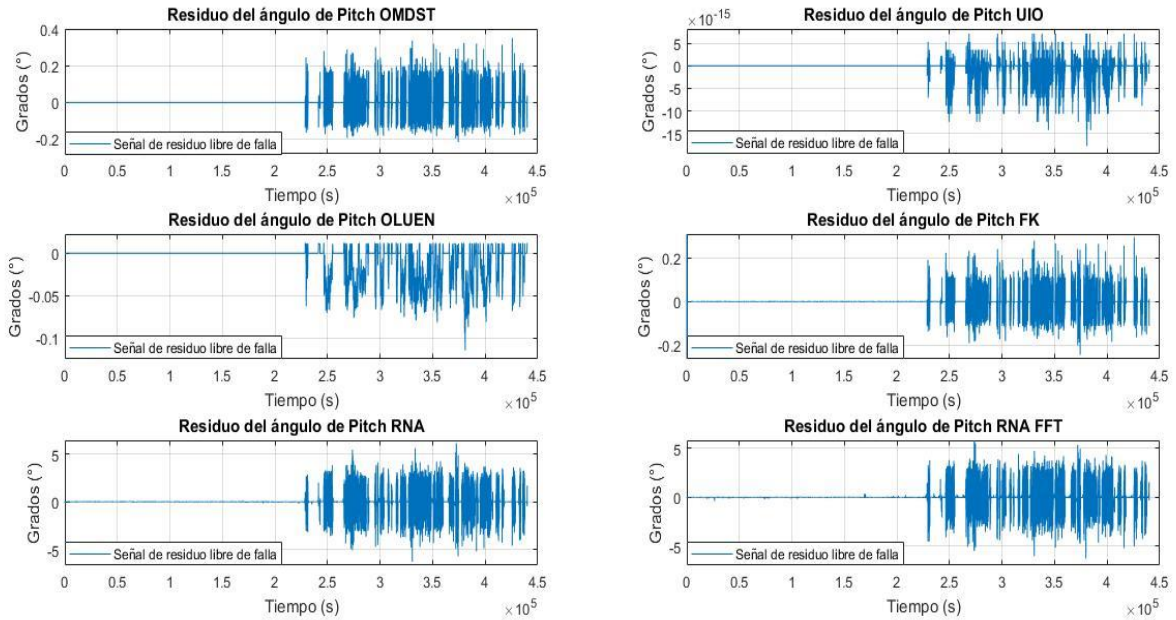 Residuo del ángulo de Pitch OMDST
Grados (°)
0.4
0.2
0
-0.2
Señal de residuo libre de falla
0 0.5 1 1.5 2 2.5 3 3.5 4 4.5
Tiempo (s)
×10^5
Residuo del ángulo de Pitch UIO
×10^-15
Grados (°)
5
0
-5
-10
-15
Señal de residuo libre de falla
0 0.5 1 1.5 2 2.5 3 3.5 4 4.5
Tiempo (s)
×10^5
Residuo del ángulo de Pitch OLUEN
Grados (°)
0
-0.05
-0.1
Señal de residuo libre de falla
0 0.5 1 1.5 2 2.5 3 3.5 4 4.5
Tiempo (s)
×10^5
Residuo del ángulo de Pitch FK
Grados (°)
0.2
0
-0.2
Señal de residuo libre de falla
0 0.5 1 1.5 2 2.5 3 3.5 4 4.5
Tiempo (s)
×10^5
Residuo del ángulo de Pitch RNA
Grados (°)
5
0
-5
Señal de residuo libre de falla
0 0.5 1 1.5 2 2.5 3 3.5 4 4.5
Tiempo (s)
×10^5
Residuo del ángulo de Pitch RNA FFT
Grados (°)
5
0
-5
Señal de residuo libre de falla
0 0.5 1 1.5 2 2.5 3 3.5 4 4.5
Tiempo (s)
×10^5